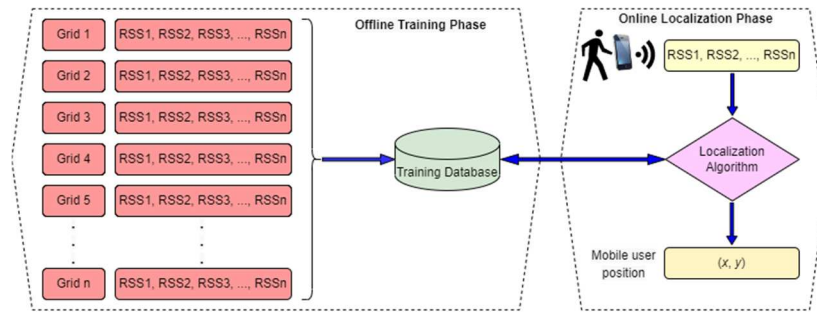 Offline Training Phase
Grid 1 RSS1, RSS2, RSS3, ..., RSSn
Grid 2 RSS1, RSS2, RSS3, ..., RSSn
Grid 3 RSS1, RSS2, RSS3, ..., RSSn
Grid 4 RSS1, RSS2, RSS3, ..., RSSn
Grid 5 RSS1, RSS2, RSS3, ..., RSSn
Grid n RSS1, RSS2, RSS3, ..., RSSn
Training Database
Online Localization Phase
RSS1, RSS2, ..., RSSn
Localization
Algorithm
Mobile user
position
(x, y)